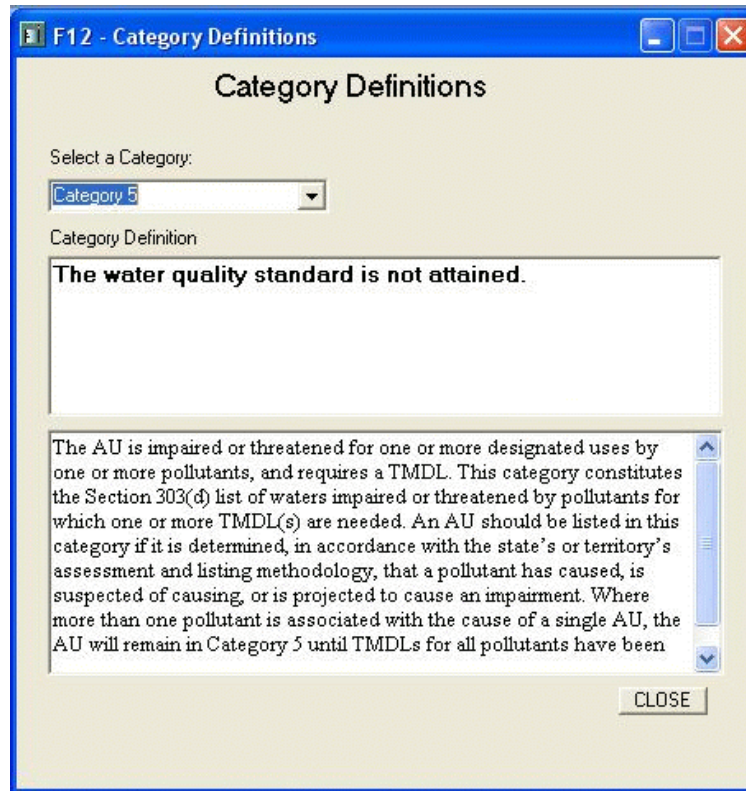 F12 - Category Definitions
Category Definitions
Select a Category:
Category 5
Category Definition
The water quality standard is not attained.
The AU is impaired or threatened for one or more designated uses by
one or more pollutants, and requires a TMDL. This category constitutes
the Section 303(d) list of waters impaired or threatened by pollutants for
which one or more TMDL(s) are needed. An AU should be listed in this
category if it is determined, in accordance with the state's or territory's
assessment and listing methodology, that a pollutant has caused, is
suspected of causing, or is projected to cause an impairment. Where
more than one pollutant is associated with the cause of a single AU, the
AU will remain in Category 5 until TMDLs for all pollutants have been
CLOSE